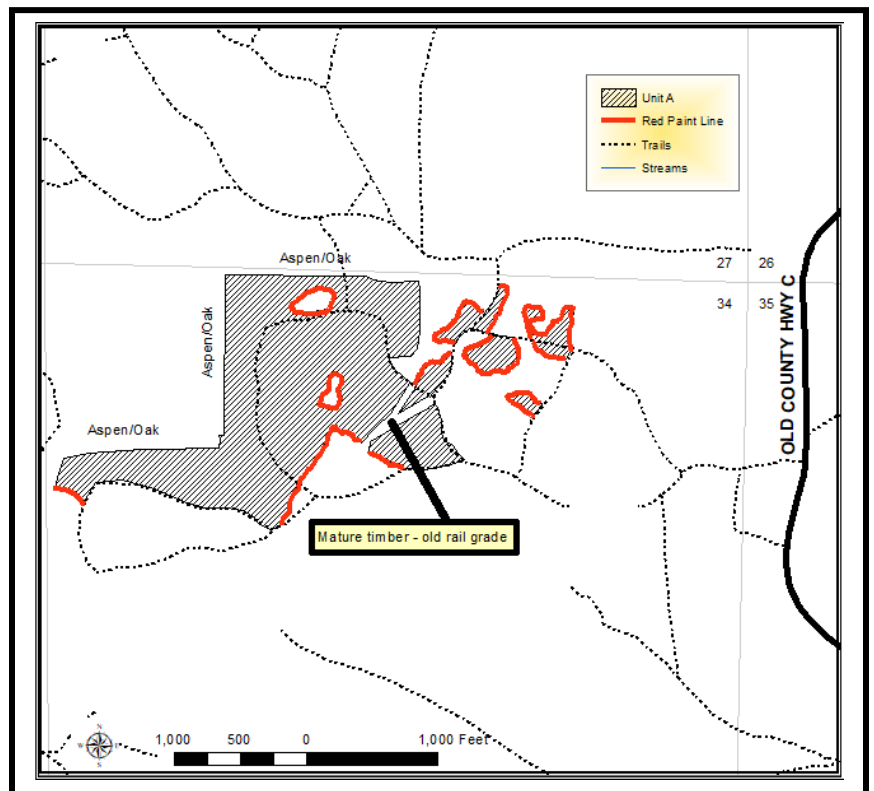 Unit A
Red Paint Line
Trails
Streams
Aspen/Oak
27 26
34 35
Aspen/Oak
OLD COUNTY HWY C
Aspen/Oak
Mature timber - old rail grade
N
W
S
1,000 500 0 1,000 Feet